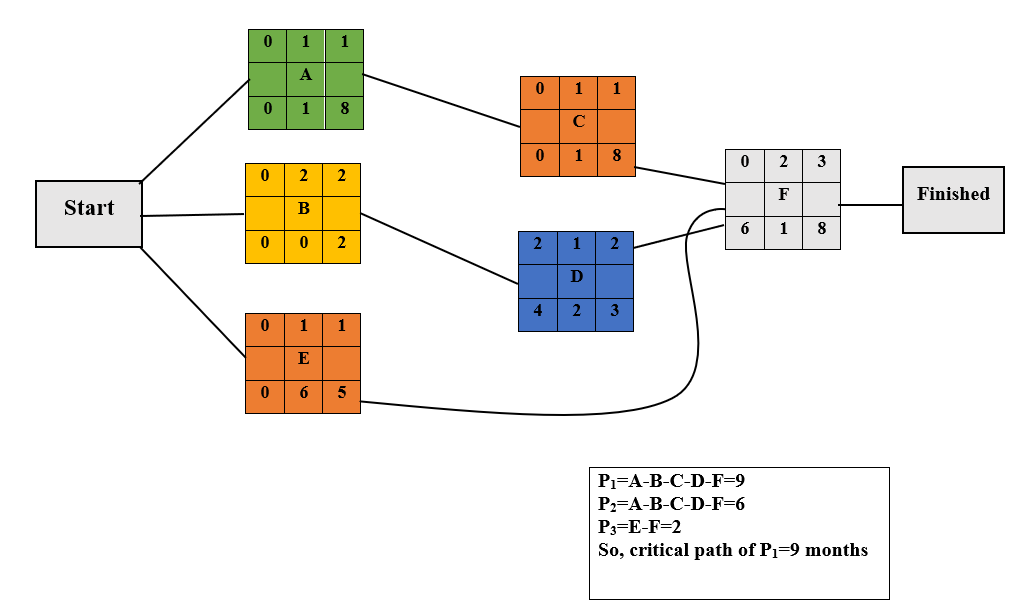 0 1 1
A
0 1 8
0 1 1
C
0 1 8
0 2 3
F
6 1 8
Start
Finished
0 2 2
B
0 0 2
2 1 2
D
4 2 3
0 1 1
E
0 6 5
P₁=A-B-C-D-F=9
P₂=A-B-C-D-F=6
P₃=E-F=2
So, critical path of P₁=9 months